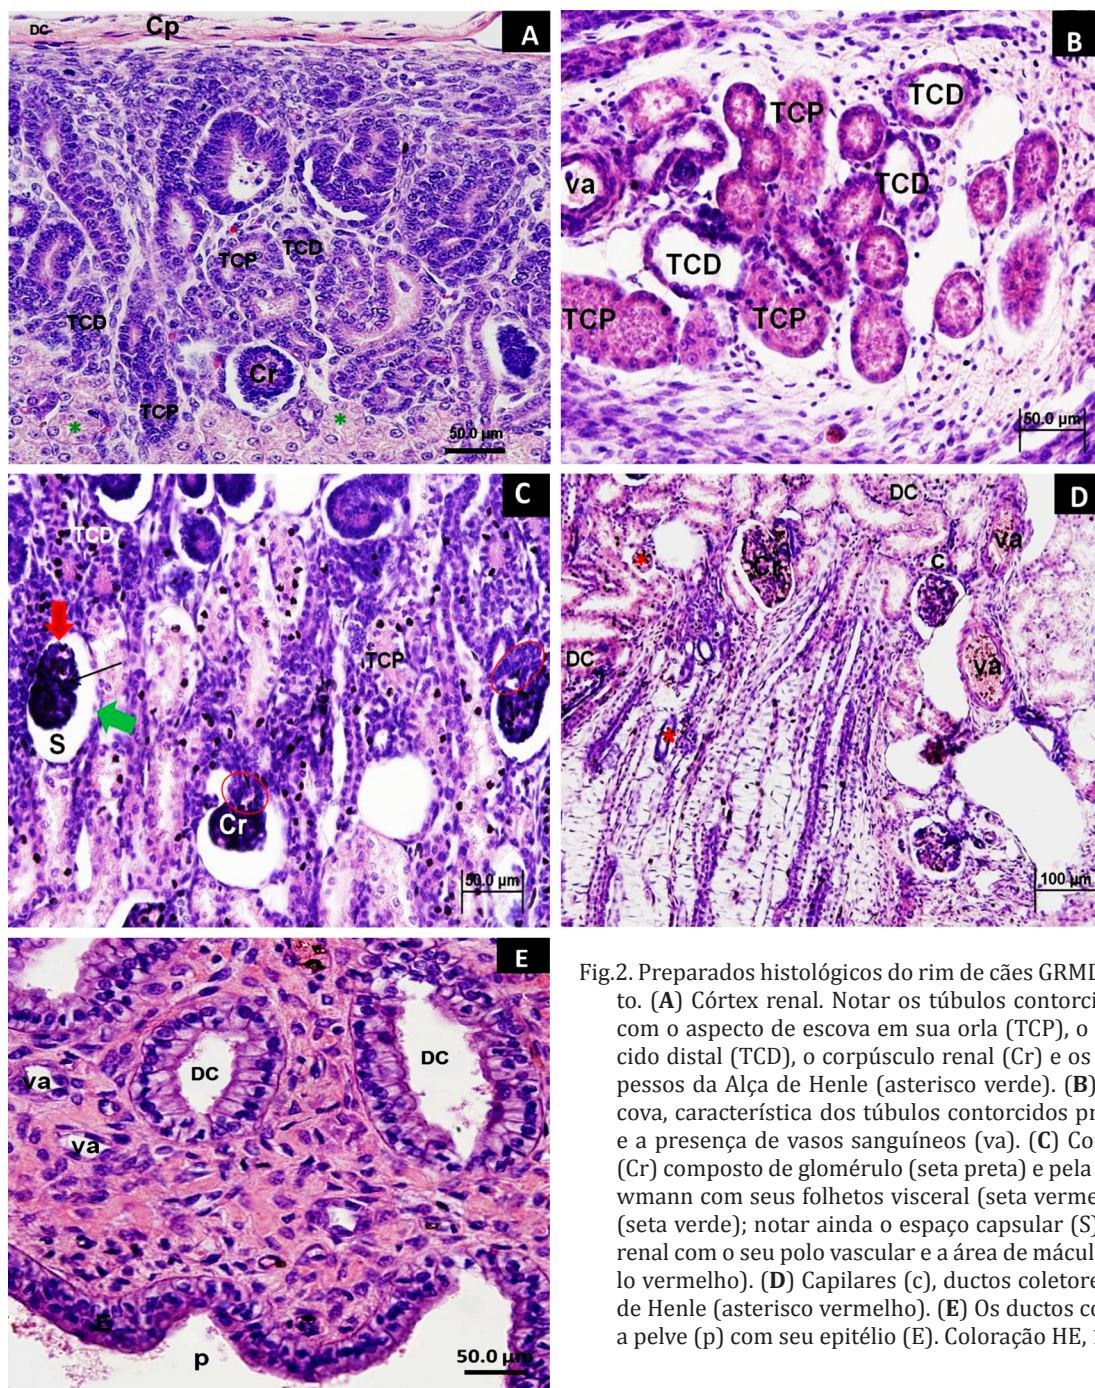 DC
Cp
A
TCP
TCD
TCD
Cr
TCP
50.0 µm
B
TCD
TCP
va
TCD
TCD
TCP
TCP
50.0 µm
C
TCD
TCP
S
Cr
50.0 µm
DC
D
va
Cr
c
DC
va
100 µm
E
DC
DC
va
va
E
p
50.0 µm
Fig.2. Preparados histológicos do rim de cães GRMD
to. (A) Córtex renal. Notar os túbulos contorci
com o aspecto de escova em sua orla (TCP), o
cido distal (TCD), o corpúsculo renal (Cr) e os
pessos da Alça de Henle (asterisco verde). (B)
cova, característica dos túbulos contorcidos pr
e a presença de vasos sanguíneos (va). (C) Co
(Cr) composto de glomérulo (seta preta) e pela
wmann com seus folhetos visceral (seta verme
(seta verde); notar ainda o espaço capsular (S)
renal com o seu polo vascular e a área de mácul
lo vermelho). (D) Capilares (c), ductos coletore
de Henle (asterisco vermelho). (E) Os ductos co
a pelve (p) com seu epitélio (E). Coloração HE,